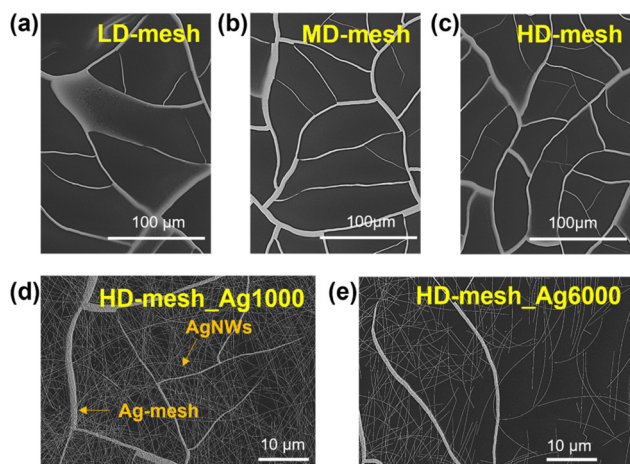 (a) LD-mesh
100 µm
(b) MD-mesh
100µm
(c) HD-mesh
100µm
(d) HD-mesh_Ag1000
AgNWs
Ag-mesh
10 µm
(e) HD-mesh_Ag6000
10 µm